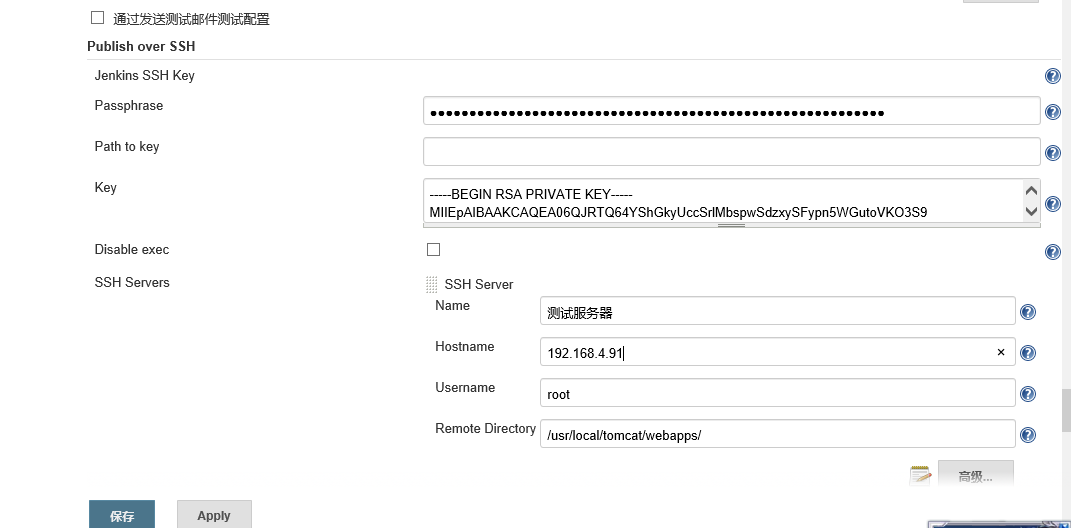 通过发送测试邮件测试配置
Publish over SSH
Jenkins SSH Key
Passphrase ••••••••••••••••••••••••••••••••••••••••••••••••••••••••••
Path to key
Key
-----BEGIN RSA PRIVATE KEY-----
MIIEpAIBAAKCAQEA06QJRTQ64YShGkyUccSrIMbspwSdzxySFypn5WGutoVKO3S9
Disable exec
SSH Servers
SSH Server
Name 测试服务器
Hostname 192.168.4.91
Username root
Remote Directory /usr/local/tomcat/webapps/
高级...
保存 Apply